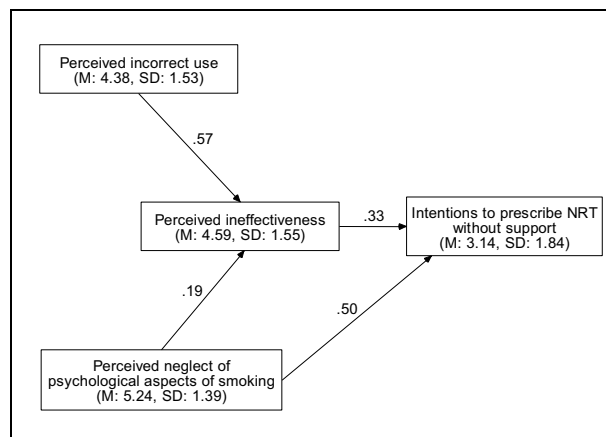 Perceived incorrect use
(M: 4.38, SD: 1.53)
.57
Perceived ineffectiveness
(M: 4.59, SD: 1.55)
.33
Intentions to prescribe NRT
without support
(M: 3.14, SD: 1.84)
.19
.50
Perceived neglect of
psychological aspects of smoking
(M: 5.24, SD: 1.39)